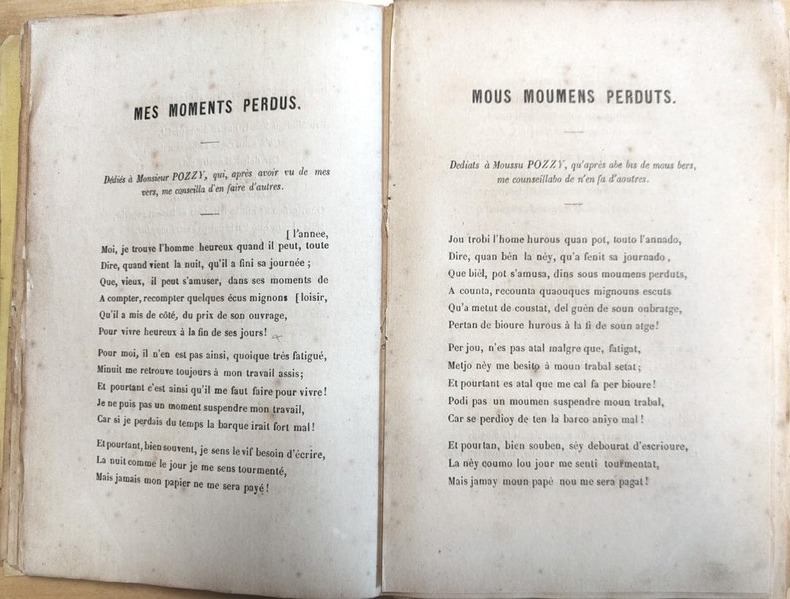 MES MOMENTS PERDUS.
Dédiés à Monsieur POZZY, qui, après avoir vu de mes
vers, me conseilla d'en faire d'autres.
[ l'année,
Moi, je trouve l'homme heureux quand il peut, toute
Dire, quand vient la nuit, qu'il a fini sa journée ;
Que, vieux, il peut s'amuser, dans ses moments de
A compter, recompter quelques écus mignons [loisir,
Qu'il a mis de côté, du prix de son ouvrage,
Pour vivre heureux à la fin de ses jours!
Pour moi, il n'en est pas ainsi, quoique très fatigué,
Minuit me retrouve toujours à mon travail assis;
Et pourtant c'est ainsi qu'il me faut faire pour vivre!
Je ne puis pas un moment suspendre mon travail,
Car si je perdais du temps la barque irait fort mal!
Et pourtant, bien souvent, je sens le vif besoin d'écrire,
La nuit comme le jour je me sens tourmenté,
Mais jamais mon papier ne me sera payé!
MOUS MOUMENS PERDUTS.
Dediats à Moussu POZZY, qu'après abe bis de mous bers,
me counseillabo de n'en fa d'aoutres.
Jou trobi l'home hurous quan pot, touto l'annado,
Dire, quan bèn la nèy, qu'a fenit sa journado,
Que bièl, pot s'amusa, dins sous moumens perduts,
A counta, recounta quaouques mignouns escuts
Qu'a metut de coustat, del guèn de soun oubratge,
Pertan de bioure hurous à la fi de soun atge!
Per jou, n'es pas atal malgre que, fatigat,
Metjo nèy me besito à moun trabal setat;
Et pourtant es atal que me cal fa per bioure!
Podi pas un moumen suspendre moun trabal,
Car se perdioy de ten la barco aniyo mal!
Et pourtan, bien souben, sèy debourat d'escrioure,
La nèy coumo lou jour me senti tourmentat,
Mais jamay moun papè nou me sera pagat!